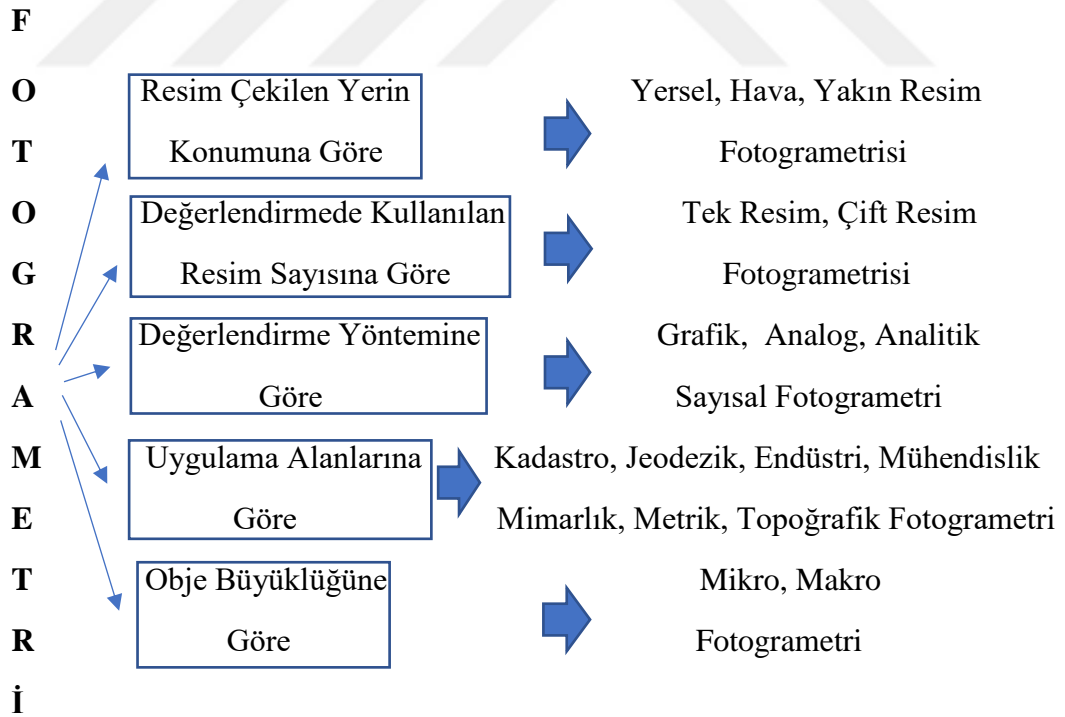 F
O Resim Çekilen Yerin Yersel, Hava, Yakın Resim
T Konumuna Göre Fotogrametrisi
O Değerlendirmede Kullanılan Tek Resim, Çift Resim
G Resim Sayısına Göre Fotogrametrisi
R Değerlendirme Yöntemine Grafik, Analog, Analitik
A Göre Sayısal Fotogrametri
M Uygulama Alanlarına Kadastro, Jeodezik, Endüstri, Mühendislik
E Göre Mimarlık, Metrik, Topoğrafik Fotogrametri
T Obje Büyüklüğüne Mikro, Makro
R Göre Fotogrametri
İ